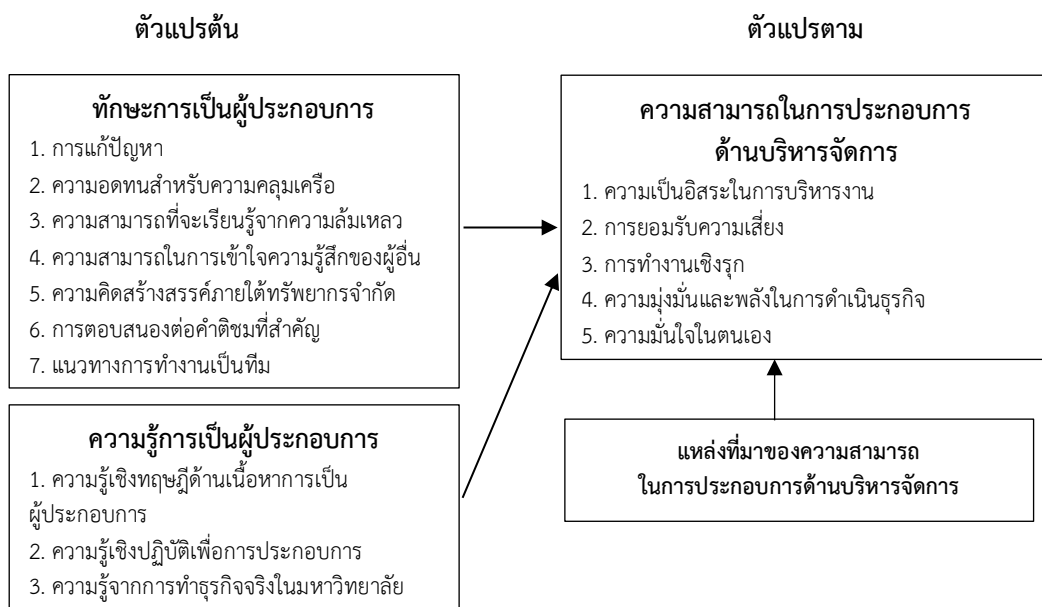 ตัวแปรต้น
ตัวแปรตาม
ทักษะการเป็นผู้ประกอบการ
1. การแก้ปัญหา
2. ความอดทนสำหรับความคลุมเครือ
3. ความสามารถที่จะเรียนรู้จากความล้มเหลว
4. ความสามารถในการเข้าใจความรู้สึกของผู้อื่น
5. ความคิดสร้างสรรค์ภายใต้ทรัพยากรจำกัด
6. การตอบสนองต่อคำติชมที่สำคัญ
7. แนวทางการทำงานเป็นทีม
ความรู้การเป็นผู้ประกอบการ
1. ความรู้เชิงทฤษฎีด้านเนื้อหาการเป็น
ผู้ประกอบการ
2. ความรู้เชิงปฏิบัติเพื่อการประกอบการ
3. ความรู้จากการทำธุรกิจจริงในมหาวิทยาลัย
ความสามารถในการประกอบการ
ด้านบริหารจัดการ
1. ความเป็นอิสระในการบริหารงาน
2. การยอมรับความเสี่ยง
3. การทำงานเชิงรุก
4. ความมุ่งมั่นและพลังในการดำเนินธุรกิจ
5. ความมั่นใจในตนเอง
แหล่งที่มาของความสามารถ
ในการประกอบการด้านบริหารจัดการ